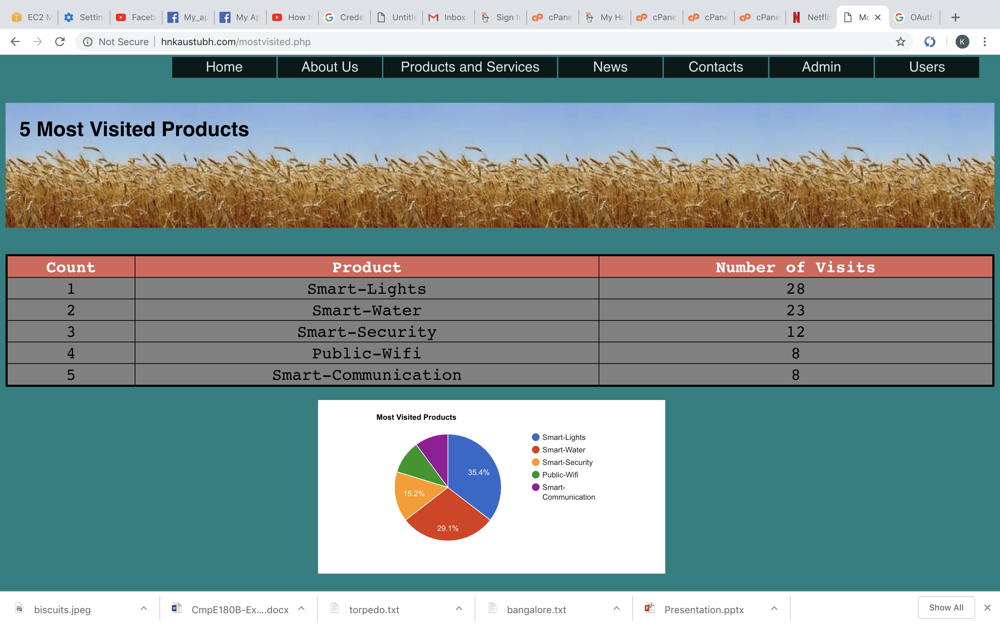 EC2 M Settin Faceb My_ap My Ap How to Crede Untitle Inbox Sign In cPane My Ho cPane cPane cPane Netflix Mo OAuth
Not Secure hnkaustubh.com/mostvisited.php K
Home About Us Products and Services News Contacts Admin Users
5 Most Visited Products
Count Product Number of Visits
1 Smart-Lights 28
2 Smart-Water 23
3 Smart-Security 12
4 Public-Wifi 8
5 Smart-Communication 8
Most Visited Products
35.4%
15.2%
29.1%
Smart-Lights
Smart-Water
Smart-Security
Public-Wifi
Smart-
Communication
biscuits.jpeg CmpE180B-Ex....docx torpedo.txt bangalore.txt Presentation.pptx Show All